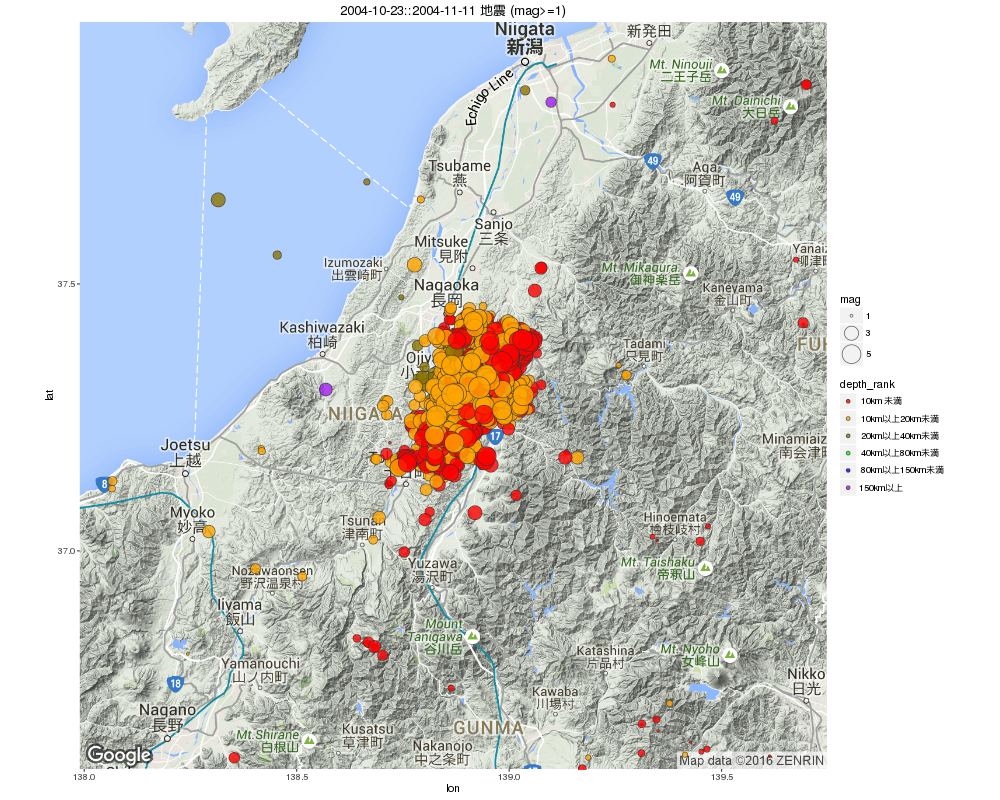 2004-10-23::2004-11-11 地震 (mag>=1)
Niigata
新潟
新発田
Mt. Ninouji
二王子岳
Echigo Line
Mt. Dainichi
大日岳
49
Aga
阿賀町
49
Tsubame
燕
Sanjo
三条
Mitsuke
見附
Izumozaki
出雲崎町
Nagaoka
長岡
Mt. Mikagura
御神楽岳
Yanaiz
柳津町
Kaneyama
金山町
37.5
Kashiwazaki
柏崎
Ojiy
小
Tadami
只見町
FU
NIIGATA
17
Minamiaiz
南会津町
Joetsu
上越
8
Myoko
妙高
Tsunan
津南町
Hinoemata
檜枝岐村
37.0
Yuzawa
湯沢町
Mt. Taishaku
帝釈山
Nozawaonsen
野沢温泉村
Iiyama
飯山
Mount
Tanigawa
谷川岳
Katashina
片品村
Mt. Nyoho
女峰山
Yamanouchi
山ノ内町
18
Nikko
日光
Kawaba
川場村
Nagano
長野
Mt.Shirane
白根山
Kusatsu
草津町
GUNMA
Nakanojo
中之条町
Google
Map data ©2016 ZENRIN
138.0
138.5
139.0
139.5
lon
lat
mag
1
3
5
depth_rank
10km未満
10km以上20km未満
20km以上40km未満
40km以上80km未満
80km以上150km未満
150km以上